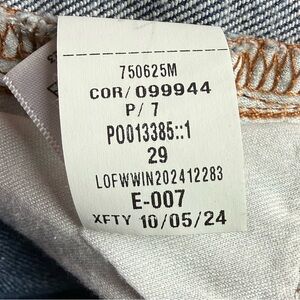 750625M
COR/099944
P/ 7
PO013385::1
29
LOFWWIN202412283
E-007
XFTY 10/05/24